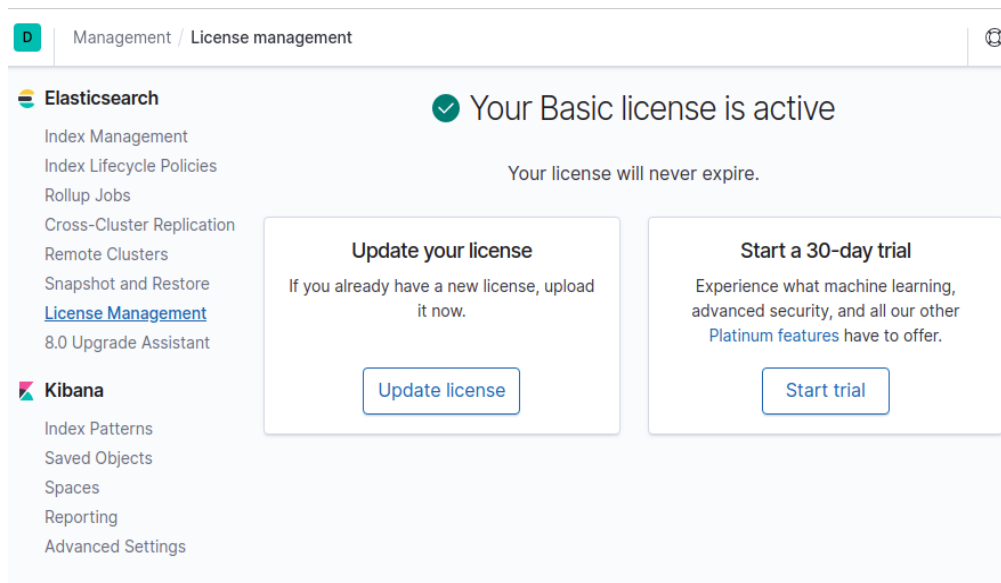 D Management / License management
Elasticsearch
Index Management
Index Lifecycle Policies
Rollup Jobs
Cross-Cluster Replication
Remote Clusters
Snapshot and Restore
License Management
8.0 Upgrade Assistant
Kibana
Index Patterns
Saved Objects
Spaces
Reporting
Advanced Settings
Your Basic license is active
Your license will never expire.
Update your license
If you already have a new license, upload
it now.
Update license
Start a 30-day trial
Experience what machine learning,
advanced security, and all our other
Platinum features have to offer.
Start trial